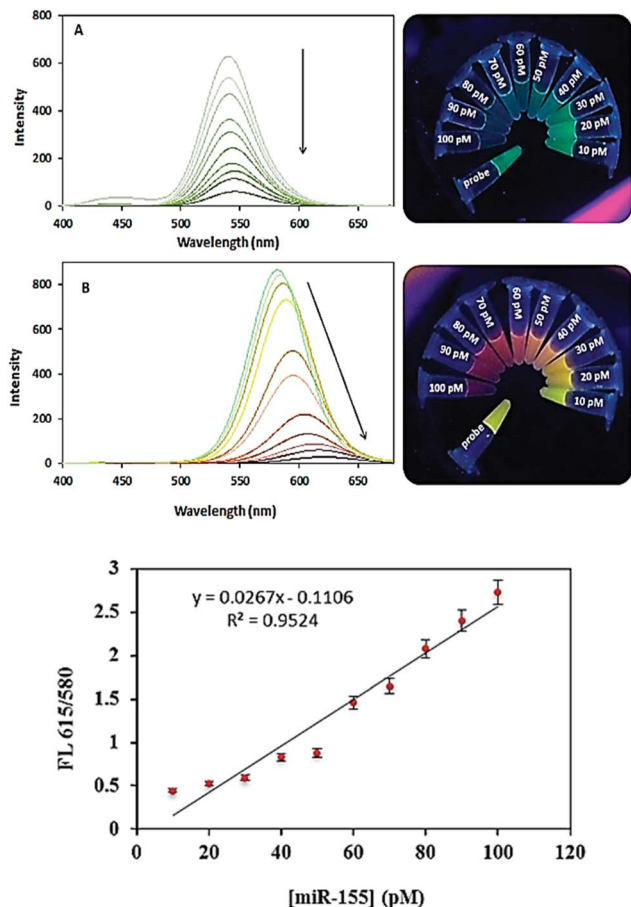 A
800
600
400
200
0
Intensity
400 450 500 550 600 650
Wavelength (nm)
100 pM
90 pM
80 pM
70 pM
60 pM
50 pM
40 pM
30 pM
20 pM
10 pM
probe
B
800
600
400
200
0
Intensity
400 450 500 550 600 650
Wavelength (nm)
100 pM
90 pM
80 pM
70 pM
60 pM
50 pM
40 pM
30 pM
20 pM
10 pM
probe
y = 0.0267x - 0.1106
R² = 0.9524
3
2.5
2
1.5
1
0.5
0
FL 615/580
0 20 40 60 80 100 120
[miR-155] (pM)